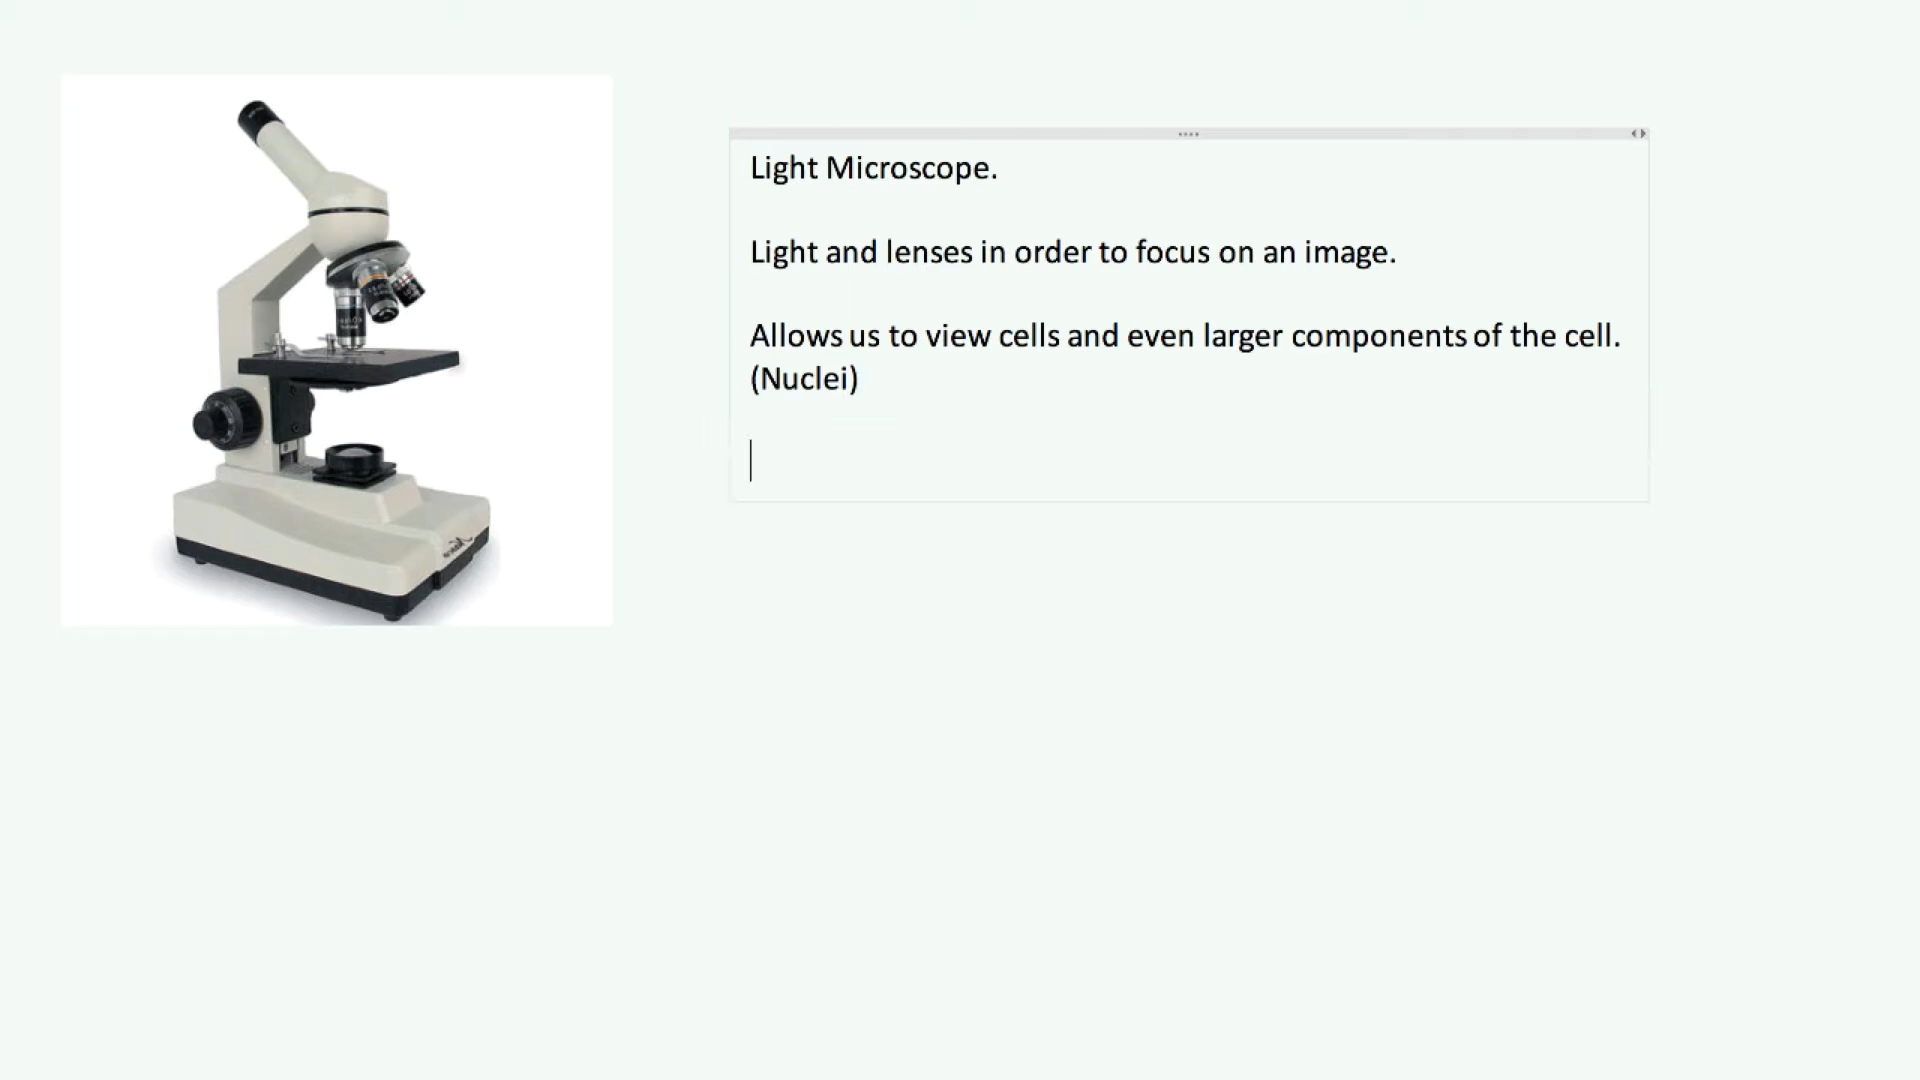 Light Microscope.
Light and lenses in order to focus on an image.
Allows us to view cells and even larger components of the cell.
(Nuclei)